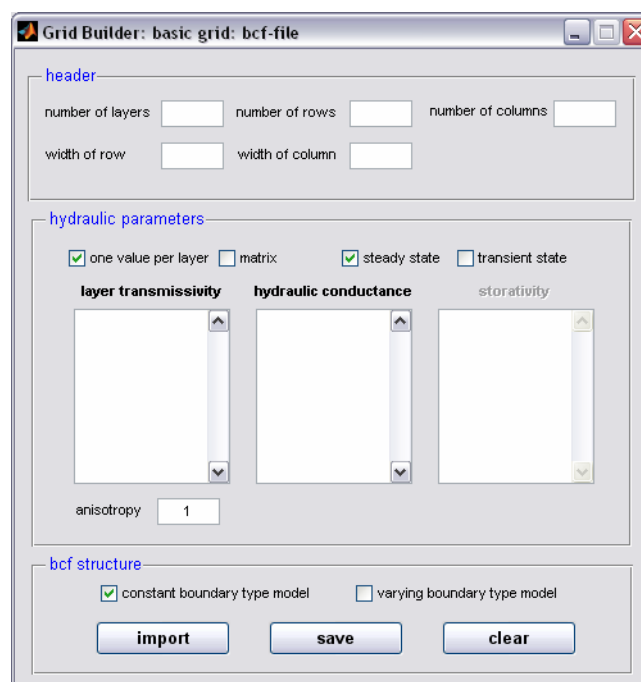 Grid Builder: basic grid: bcf-file
header
number of layers number of rows number of columns
width of row width of column
hydraulic parameters
one value per layer matrix steady state transient state
layer transmissivity hydraulic conductance storativity
anisotropy 1
bcf structure
constant boundary type model varying boundary type model
import save clear